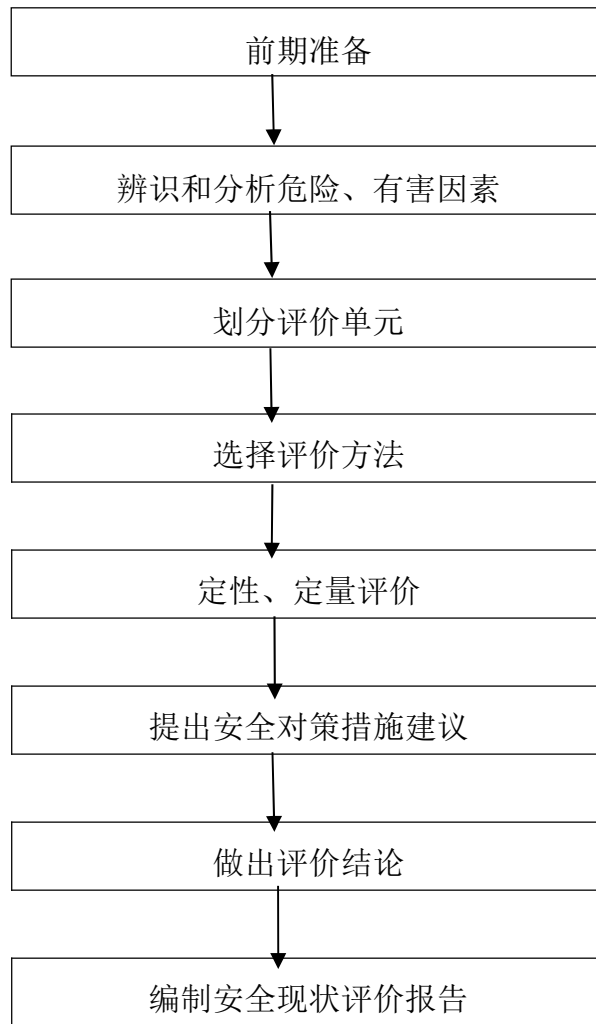 前期准备
辨识和分析危险、有害因素
划分评价单元
选择评价方法
定性、定量评价
提出安全对策措施建议
做出评价结论
编制安全现状评价报告